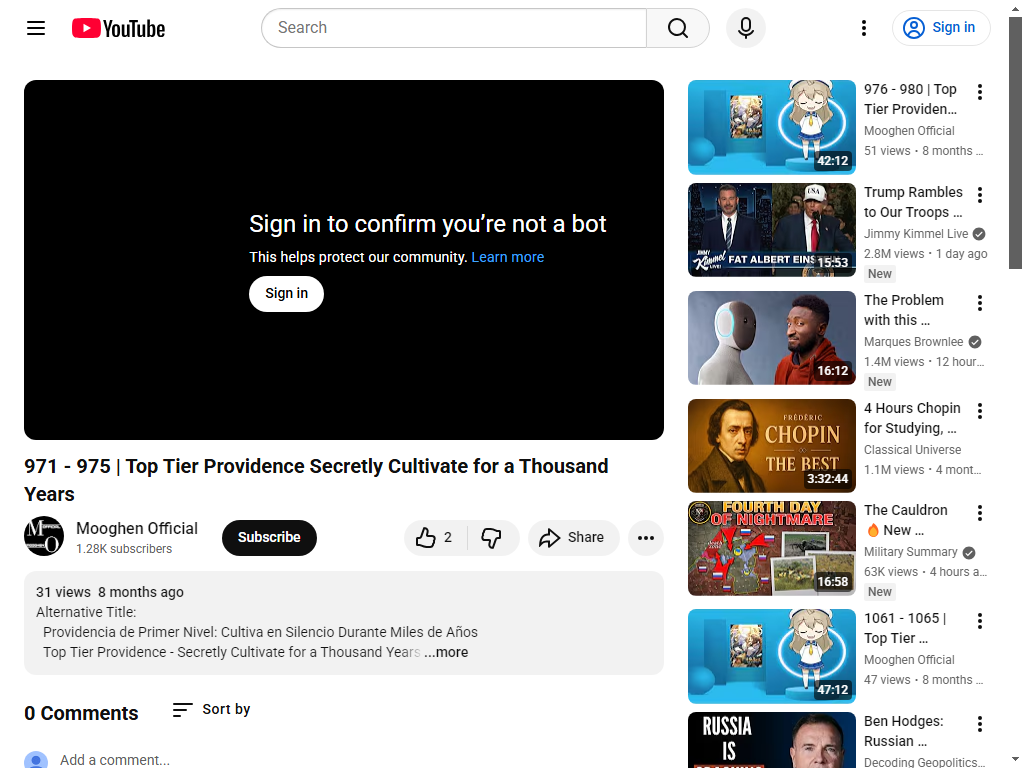 YouTube
Search
Sign in
Sign in to confirm you’re not a bot
This helps protect our community. Learn more
Sign in
971 - 975 | Top Tier Providence Secretly Cultivate for a Thousand
Years
Mooghen Official
1.28K subscribers
Subscribe
2
Share
31 views 8 months ago
Alternative Title:
Providencia de Primer Nivel: Cultiva en Silencio Durante Miles de Años
Top Tier Providence - Secretly Cultivate for a Thousand Years ...more
0 Comments
Sort by
Add a comment...
42:12
976 - 980 | Top
Tier Providen...
Mooghen Official
51 views • 8 months ...
USA
JIMMY
Kimmel
LIVE!
FAT ALBERT EINS
15:53
Trump Rambles
to Our Troops ...
Jimmy Kimmel Live
2.8M views • 1 day ago
New
16:12
The Problem
with this ...
Marques Brownlee
1.4M views • 12 hour...
New
FRÉDÉRIC
CHOPIN
THE BEST
3:32:44
4 Hours Chopin
for Studying, ...
Classical Universe
1.1M views • 4 mont...
FOURTH DAY
OF NIGHTMARE
16:58
The Cauldron
🔥 New ...
Military Summary
63K views • 4 hours a...
New
47:12
1061 - 1065 |
Top Tier ...
Mooghen Official
47 views • 8 months ...
RUSSIA
IS
Ben Hodges:
Russian ...
Decoding Geopolitics...